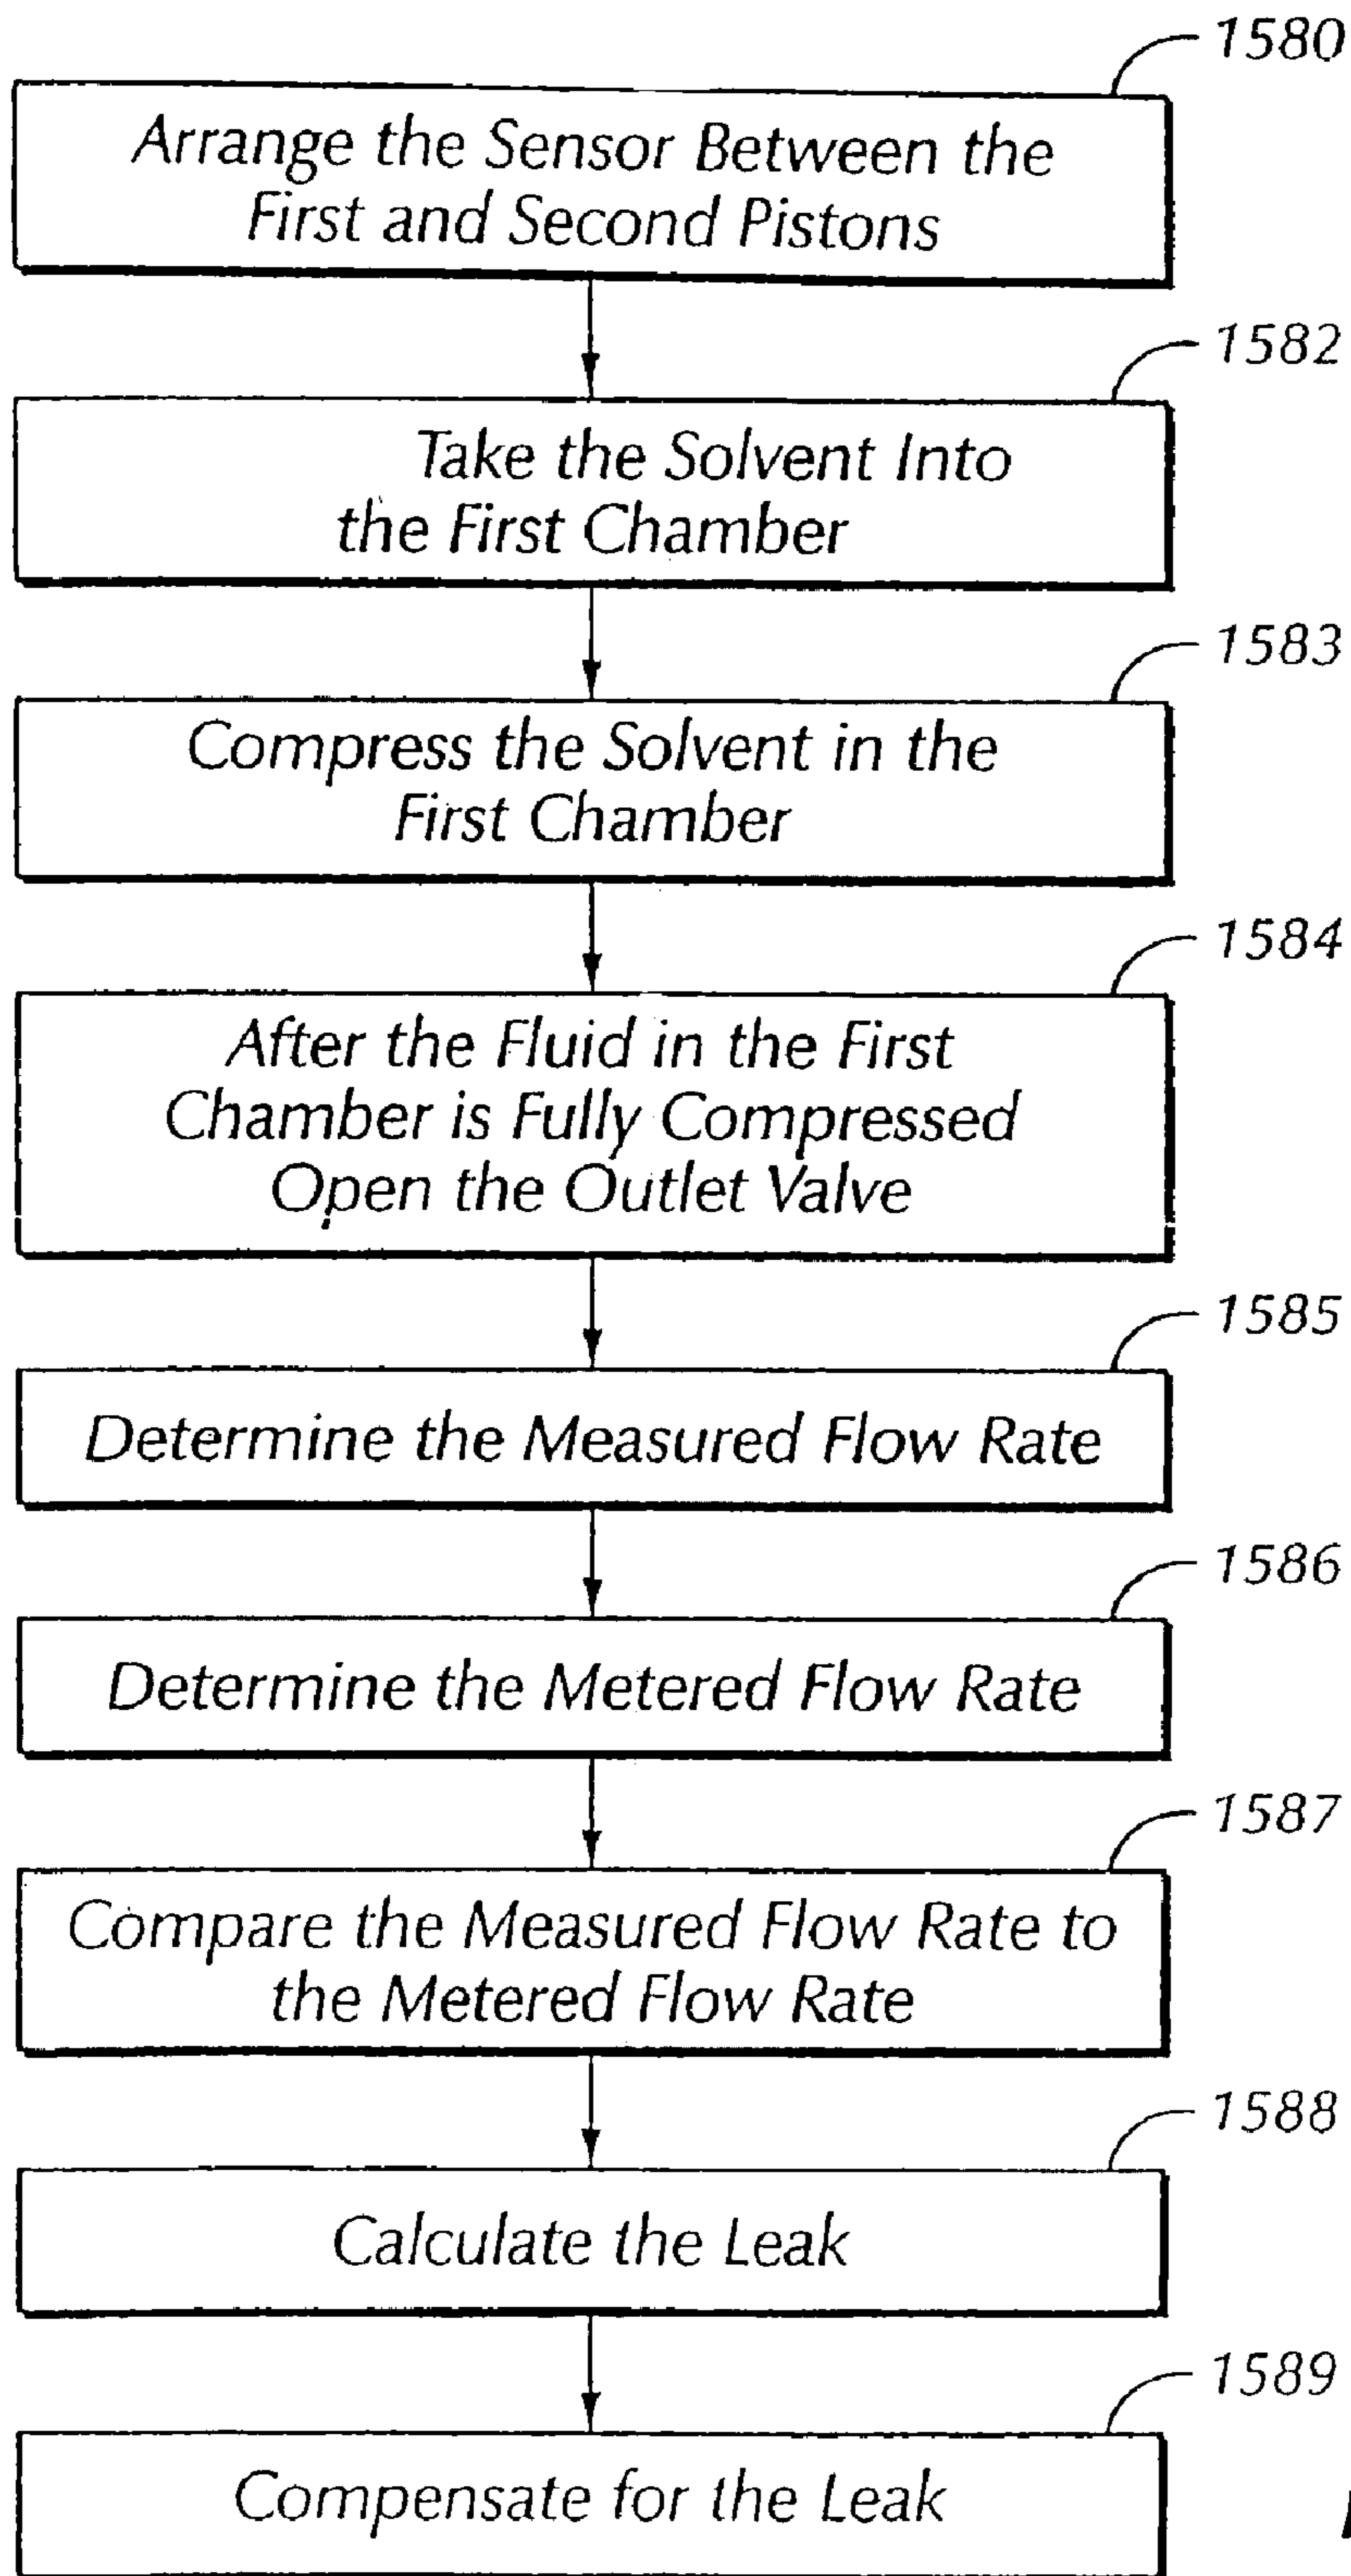 1580
Arrange the Sensor Between the
First and Second Pistons
1582
Take the Solvent Into
the First Chamber
1583
Compress the Solvent in the
First Chamber
1584
After the Fluid in the First
Chamber is Fully Compressed
Open the Outlet Valve
1585
Determine the Measured Flow Rate
1586
Determine the Metered Flow Rate
1587
Compare the Measured Flow Rate to
the Metered Flow Rate
1588
Calculate the Leak
1589
Compensate for the Leak